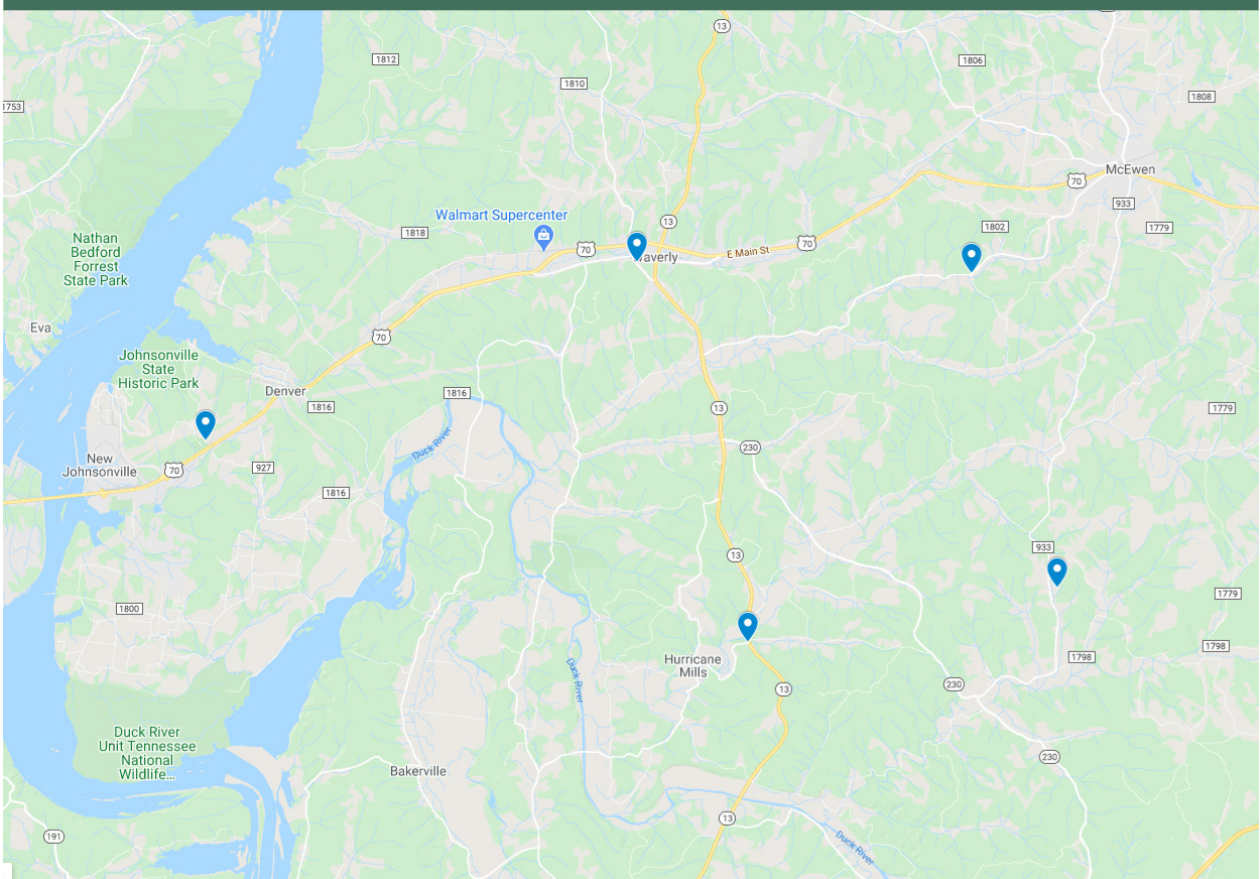 13
1812
1806
1810
1753
1808
McEwen
70
933
Walmart Supercenter
13
1802
1779
1818
70
70
E Main St
Nathan
Bedford
Forrest
State Park
Eva
70
Johnsonville
State
Historic Park
Denver
1816
1816
13
1779
Duck River
230
New
Johnsonville
70
927
1816
933
13
1779
1800
1798
1798
Hurricane
Mills
Duck River
230
13
Duck River
Unit Tennessee
National
Wildlife...
230
Bakerville
13
191
Duck River